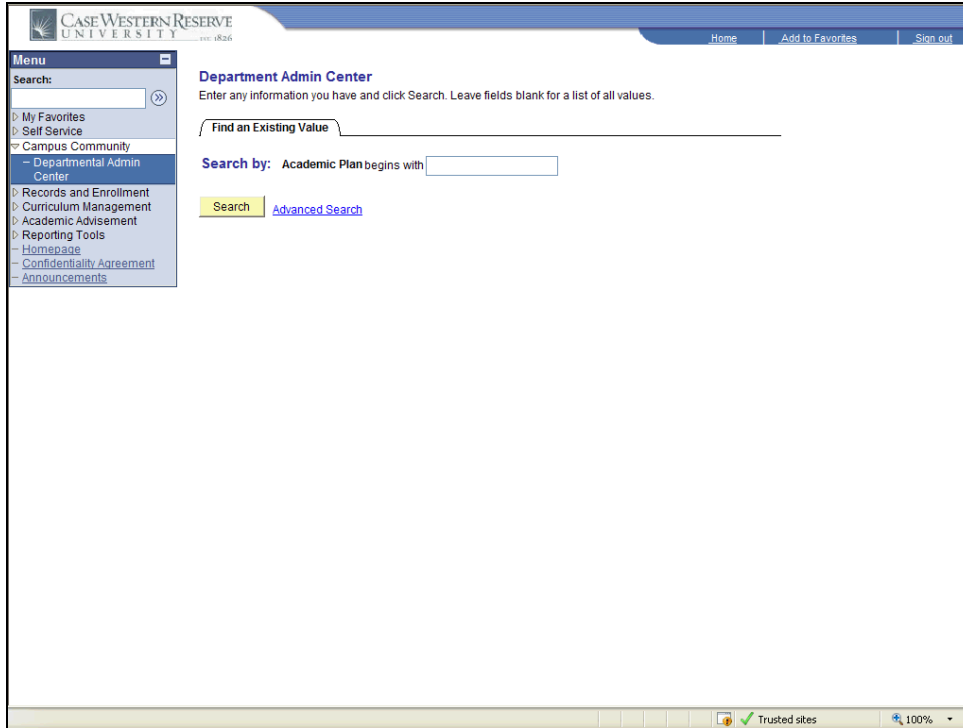 CASE WESTERN RESERVE
UNIVERSITY EST. 1826
Home Add to Favorites Sign out
Menu
Search:
My Favorites
Self Service
Campus Community
Departmental Admin
Center
Records and Enrollment
Curriculum Management
Academic Advisement
Reporting Tools
Homepage
Confidentiality Agreement
Announcements
Department Admin Center
Enter any information you have and click Search. Leave fields blank for a list of all values.
Find an Existing Value
Search by: Academic Plan begins with
Search Advanced Search
Trusted sites 100%